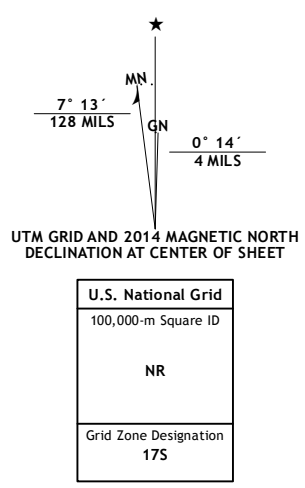 ★
MN
7° 13´
128 MILS
GN
0° 14´
4 MILS
UTM GRID AND 2014 MAGNETIC NORTH
DECLINATION AT CENTER OF SHEET
U.S. National Grid
100,000-m Square ID
NR
Grid Zone Designation
17S